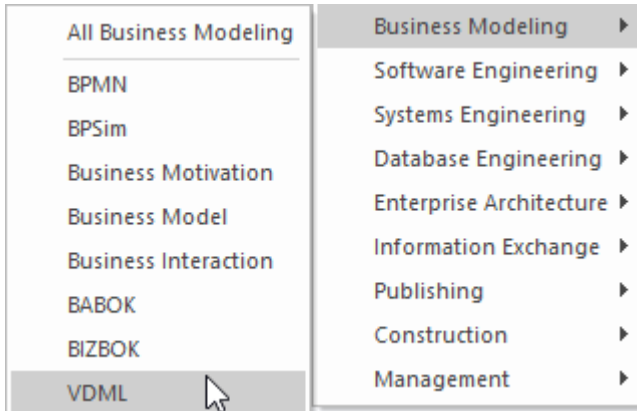 All Business Modeling
BPMN
BPSim
Business Motivation
Business Model
Business Interaction
BABOK
BIZBOK
VDML
Business Modeling
Software Engineering
Systems Engineering
Database Engineering
Enterprise Architecture
Information Exchange
Publishing
Construction
Management